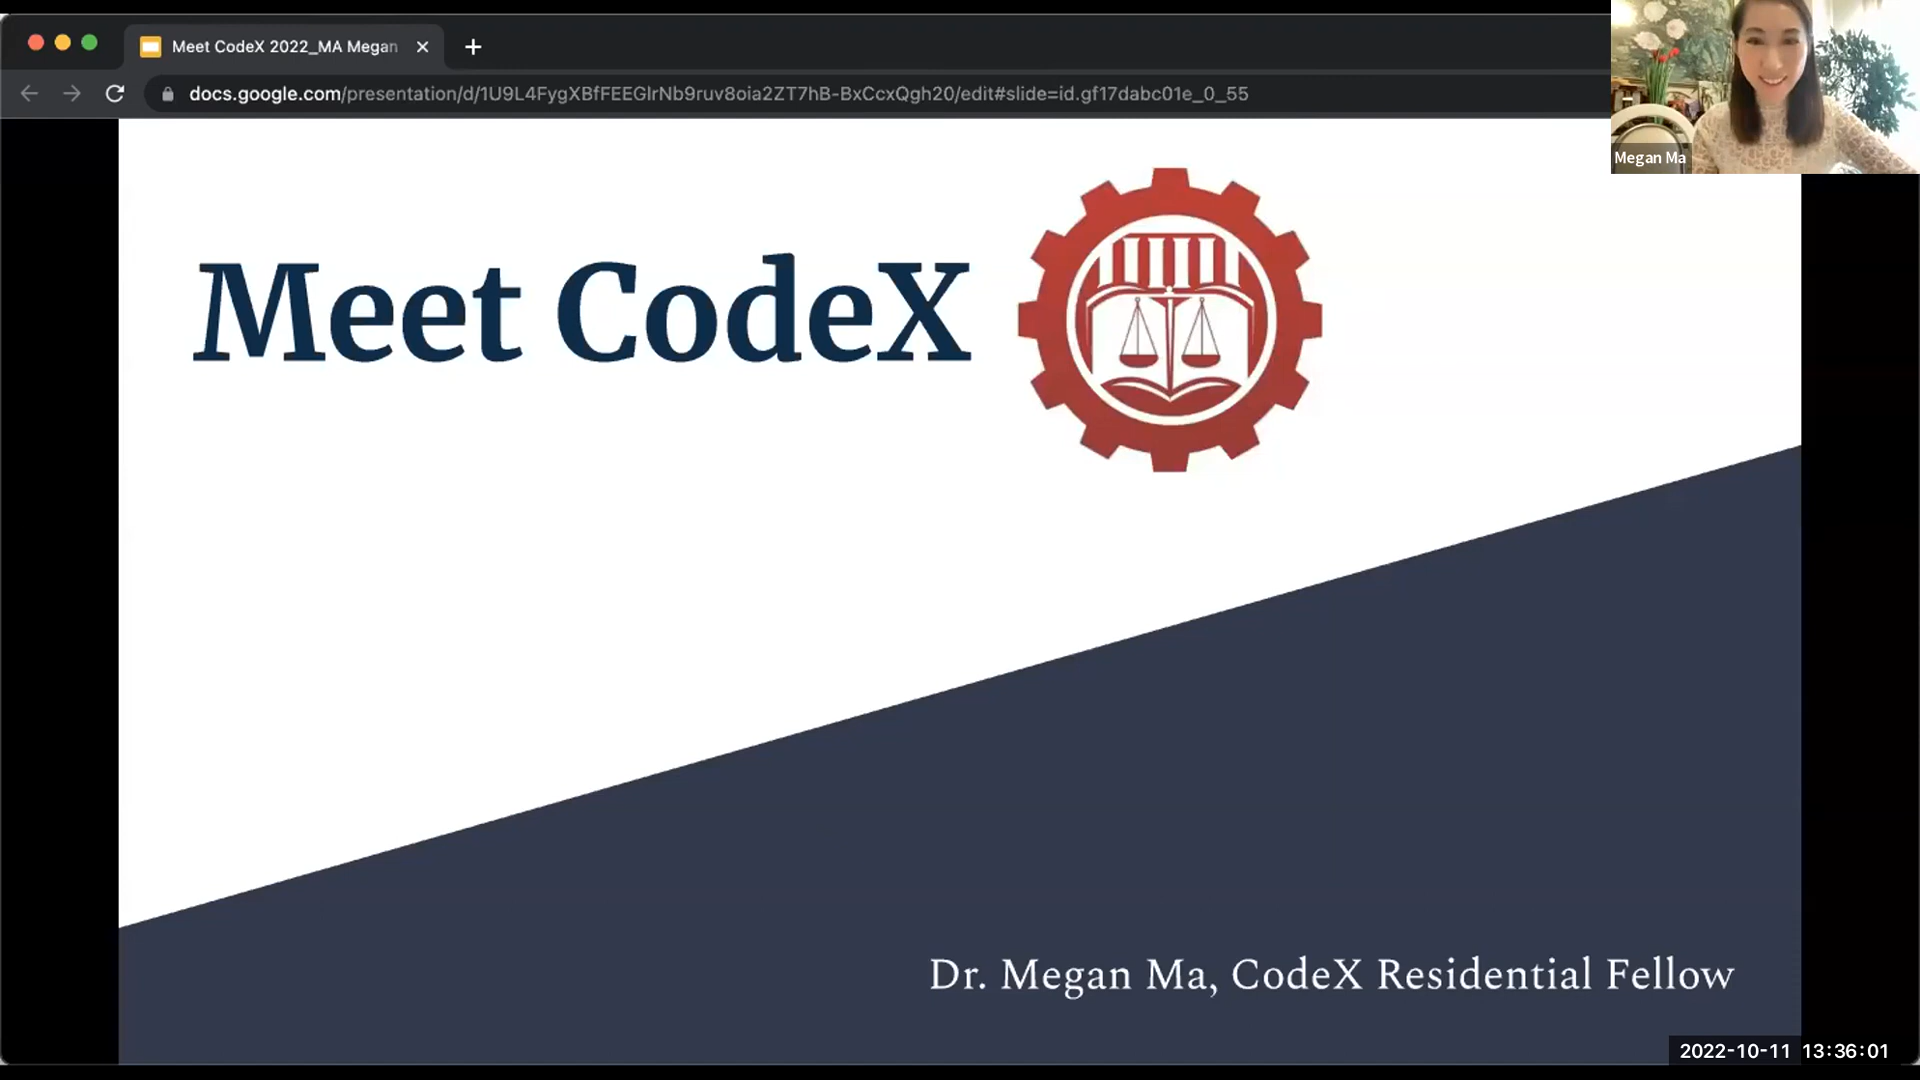 Meet CodeX 2022_MA Megan
docs.google.com/presentation/d/1U9L4FygXBfFEEGlrNb9ruv8oia2ZT7hB-BxCcxQgh20/edit#slide=id.gf17dabc01e_0_55
Megan Ma
Meet CodeX
Dr. Megan Ma, CodeX Residential Fellow
2022-10-11 13:36:01